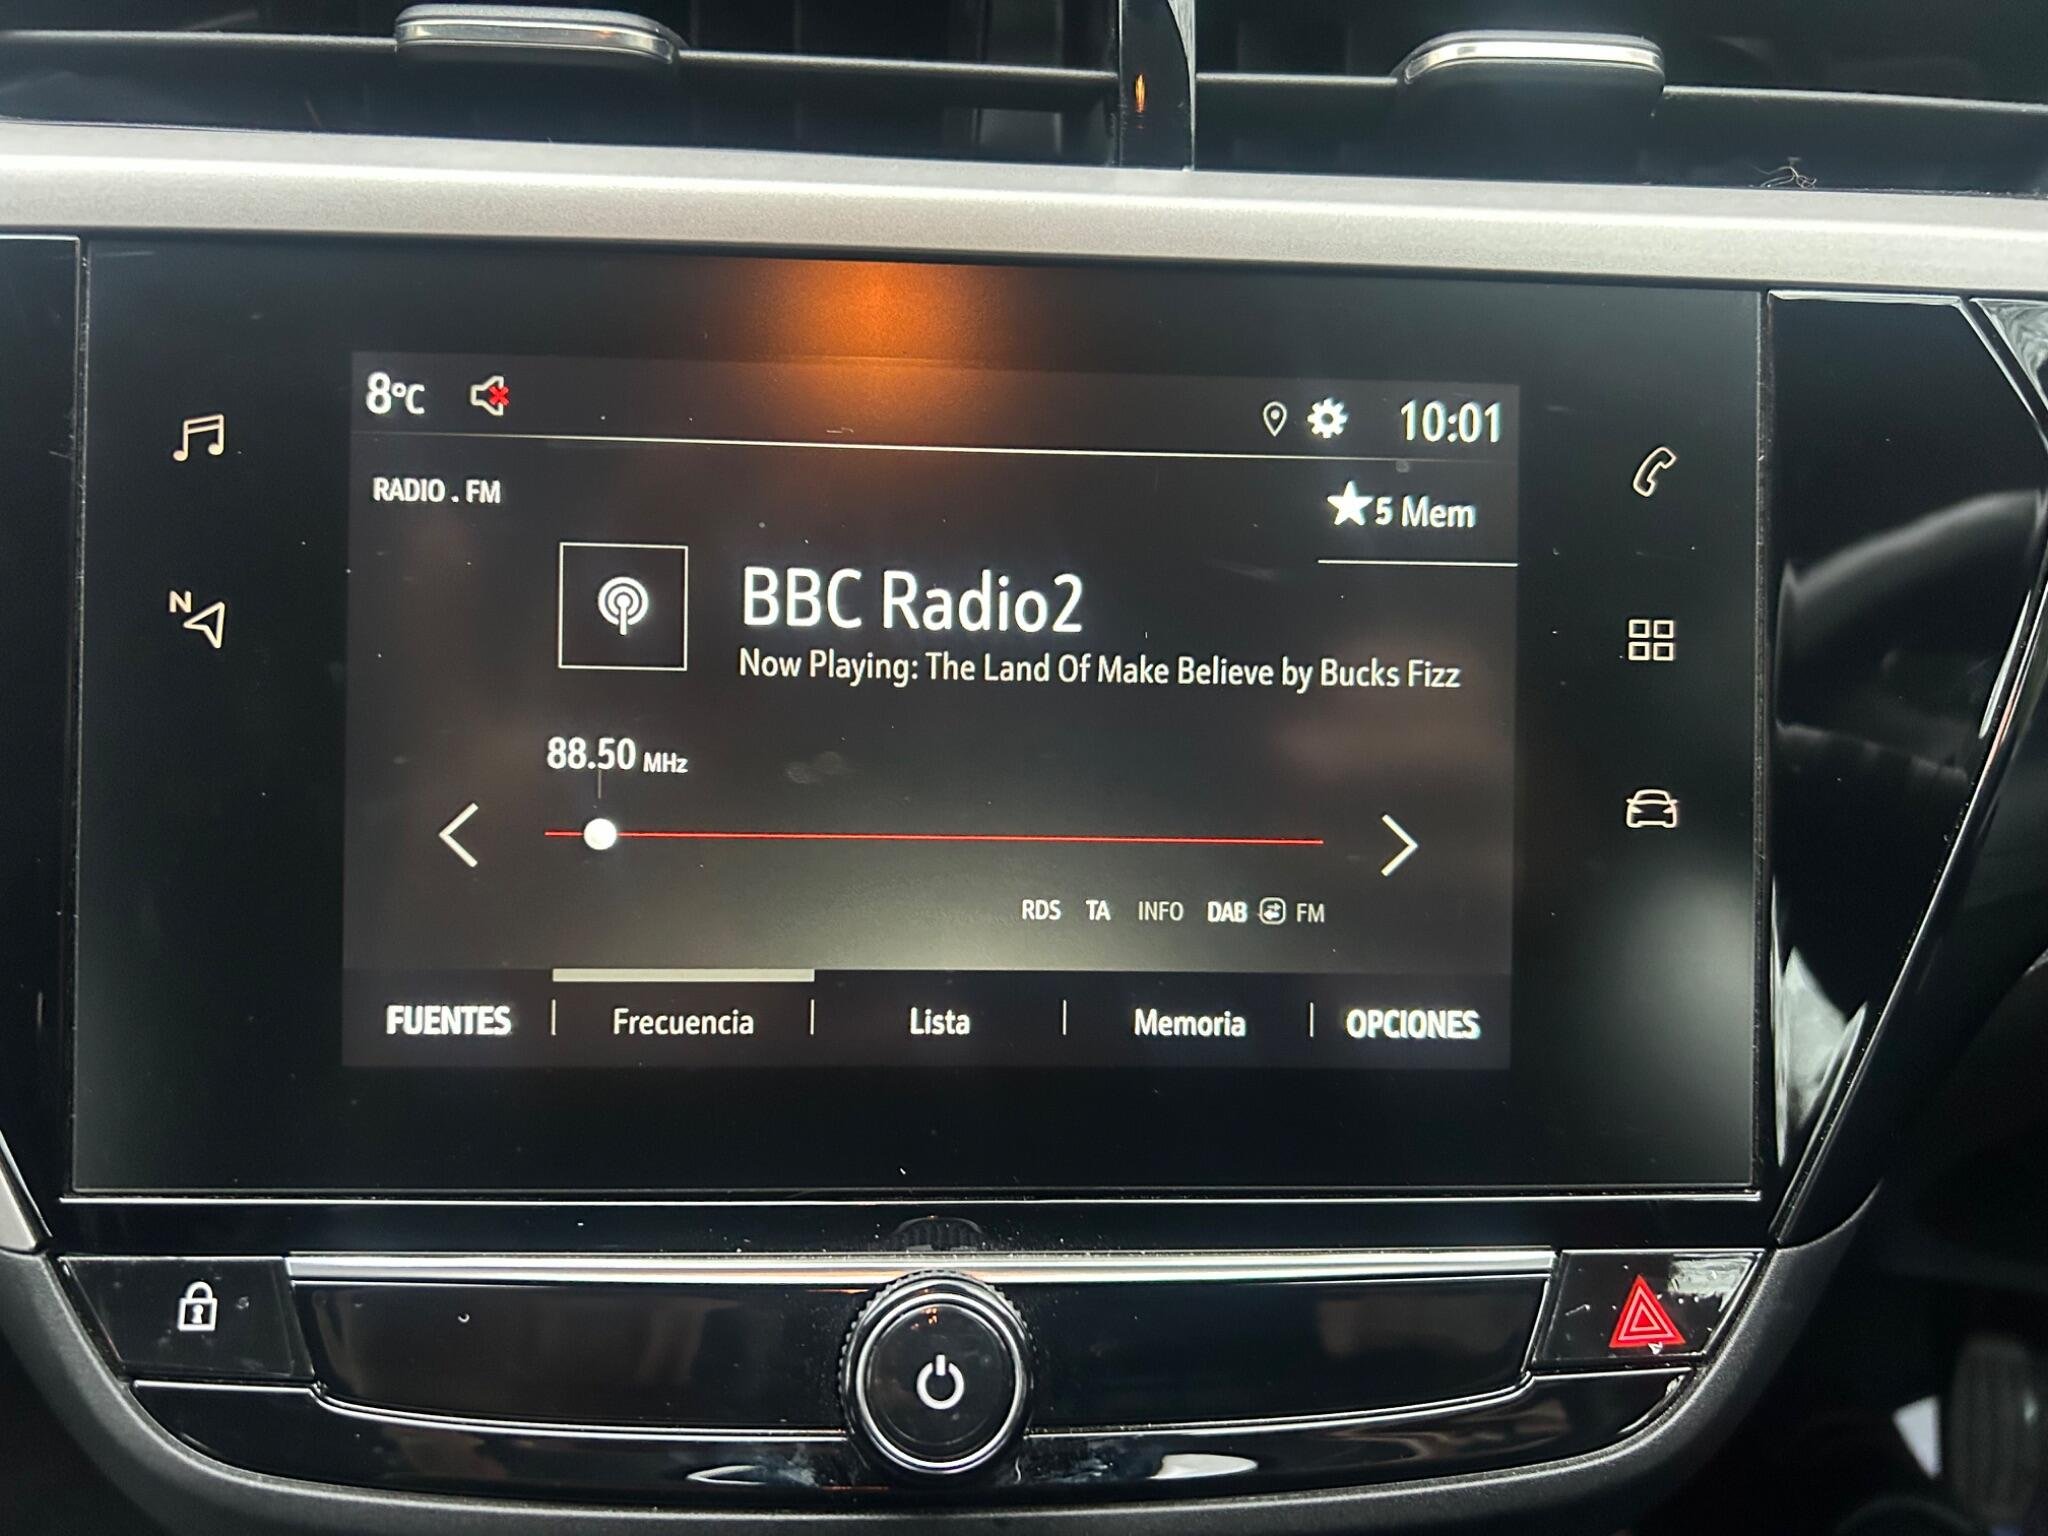 8°C
10:01
RADIO . FM
5 Mem
BBC Radio2
Now Playing: The Land Of Make Believe by Bucks Fizz
N
88.50 MHz
RDS TA INFO DAB FM
FUENTES Frecuencia Lista Memoria OPCIONES